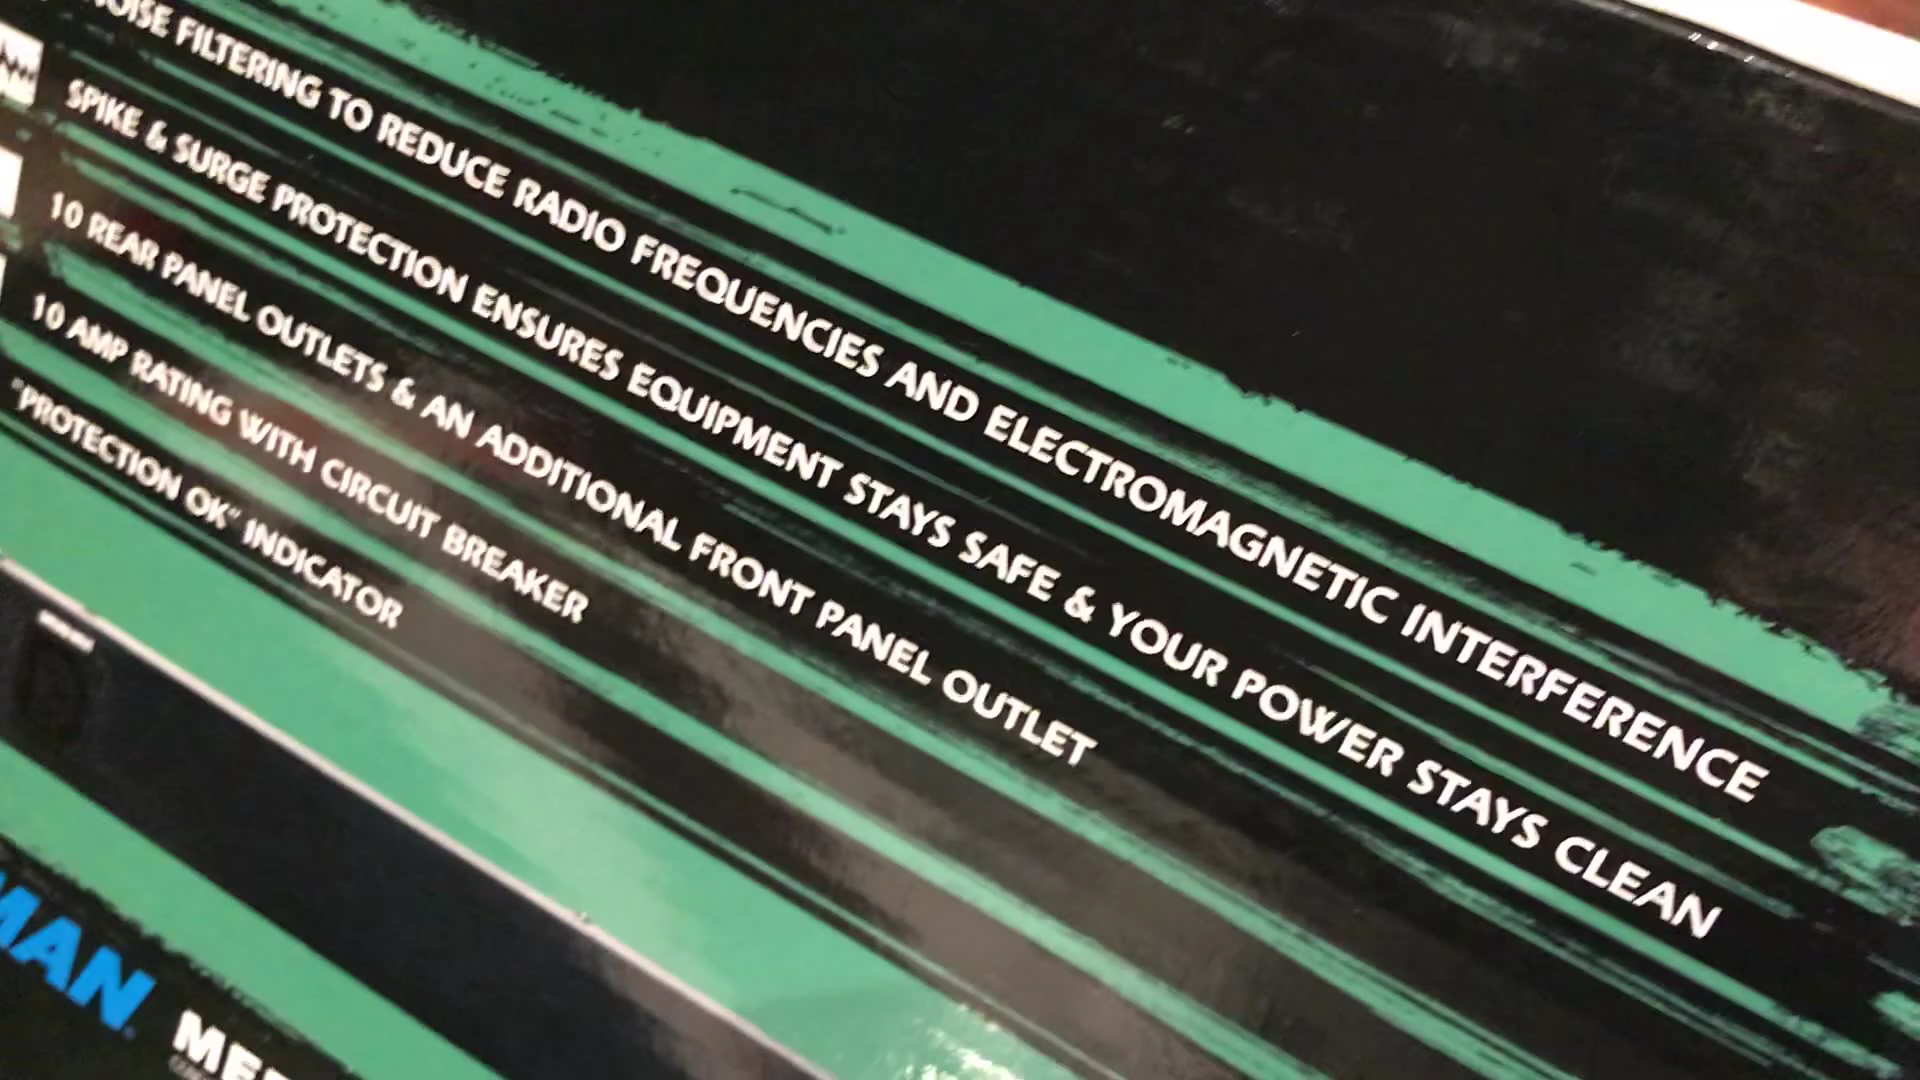 NOISE FILTERING TO REDUCE RADIO FREQUENCIES AND ELECTROMAGNETIC INTERFERENCE
SPIKE & SURGE PROTECTION ENSURES EQUIPMENT STAYS SAFE & YOUR POWER STAYS CLEAN
10 REAR PANEL OUTLETS & AN ADDITIONAL FRONT PANEL OUTLET
10 AMP RATING WITH CIRCUIT BREAKER
"PROTECTION OK" INDICATOR
MAN